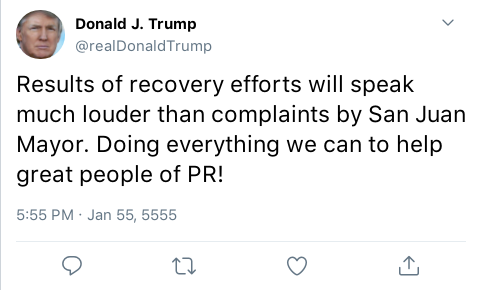 Donald J. Trump
@realDonaldTrump
Results of recovery efforts will speak
much louder than complaints by San Juan
Mayor. Doing everything we can to help
great people of PR!
5:55 PM · Jan 55, 5555